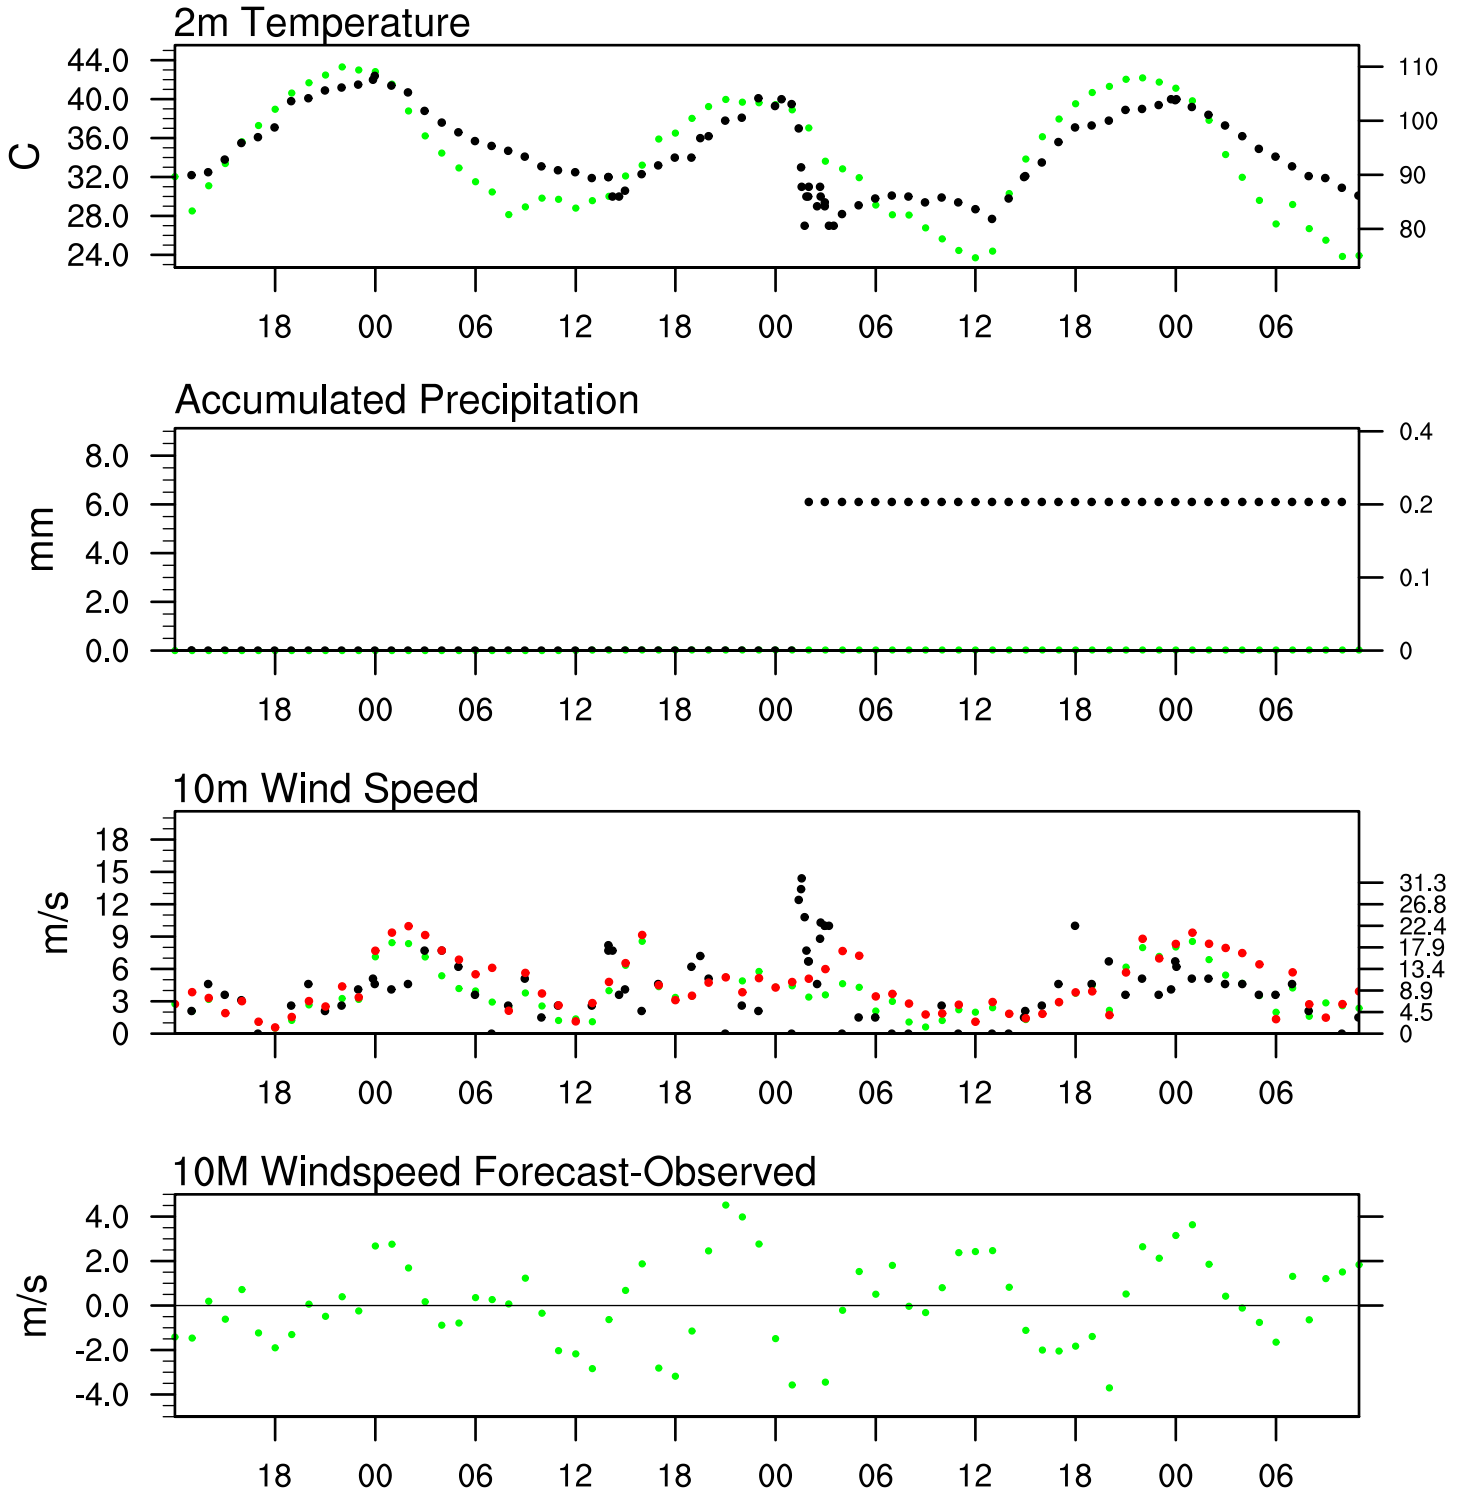 2m Temperature
44.0 110
40.0 100
36.0
C
32.0 90
28.0
24.0 80
18 00 06 12 18 00 06 12 18 00 06
Accumulated Precipitation
8.0 0.4
6.0 0.2
mm
4.0
2.0 0.1
0.0 0
18 00 06 12 18 00 06 12 18 00 06
10m Wind Speed
18
15 31.3
12 26.8
m/s
9 22.4
17.9
6 13.4
3 8.9
4.5
0 0
18 00 06 12 18 00 06 12 18 00 06
10M Windspeed Forecast-Observed
4.0
2.0
m/s
0.0
-2.0
-4.0
18 00 06 12 18 00 06 12 18 00 06